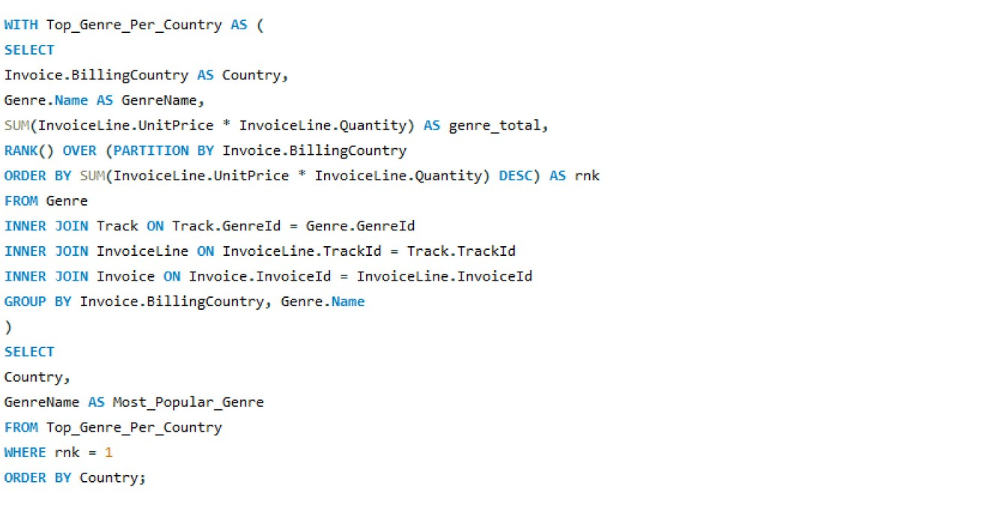 WITH Top_Genre_Per_Country AS (
SELECT
Invoice.BillingCountry AS Country,
Genre.Name AS GenreName,
SUM(InvoiceLine.UnitPrice * InvoiceLine.Quantity) AS genre_total,
RANK() OVER (PARTITION BY Invoice.BillingCountry
ORDER BY SUM(InvoiceLine.UnitPrice * InvoiceLine.Quantity) DESC) AS rnk
FROM Genre
INNER JOIN Track ON Track.GenreId = Genre.GenreId
INNER JOIN InvoiceLine ON InvoiceLine.TrackId = Track.TrackId
INNER JOIN Invoice ON Invoice.InvoiceId = InvoiceLine.InvoiceId
GROUP BY Invoice.BillingCountry, Genre.Name
)
SELECT
Country,
GenreName AS Most_Popular_Genre
FROM Top_Genre_Per_Country
WHERE rnk = 1
ORDER BY Country;